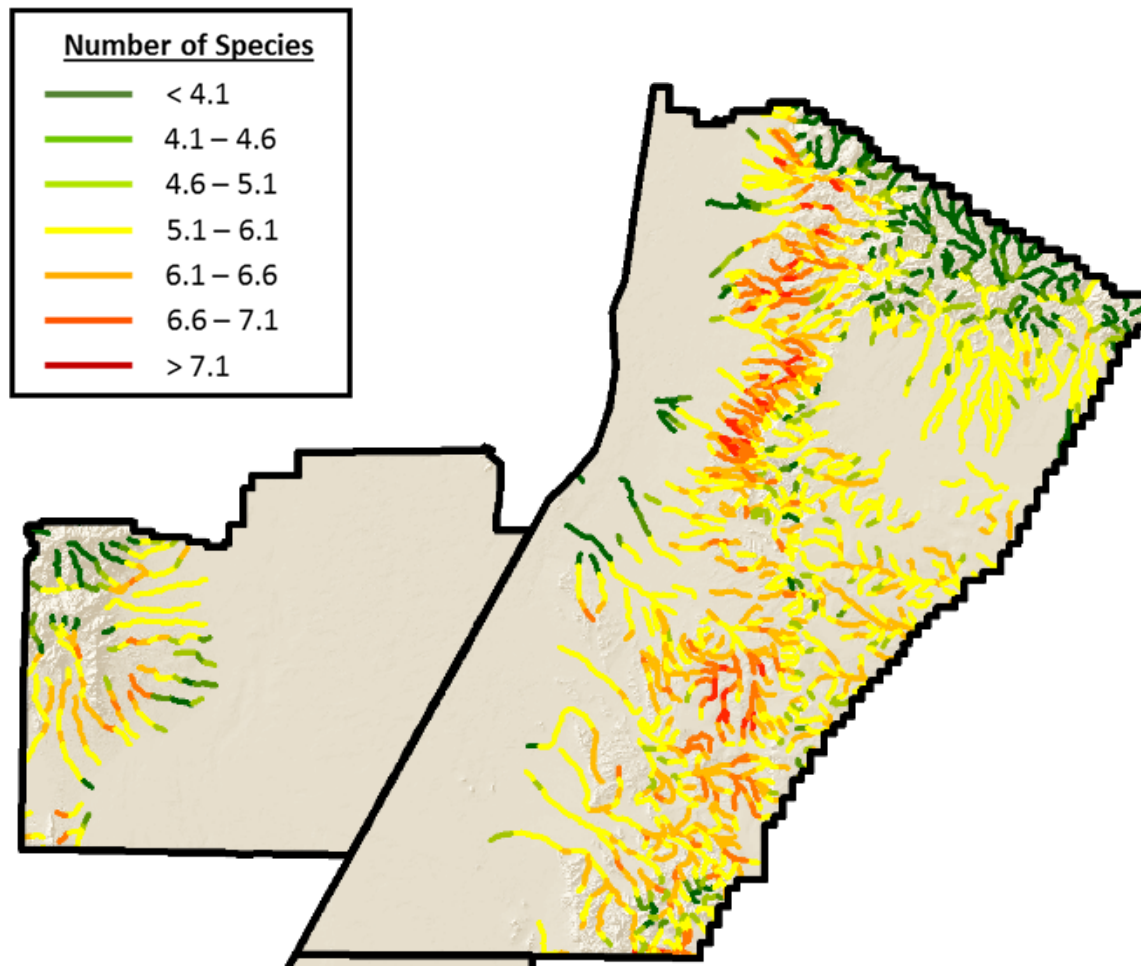 Number of Species
< 4.1
4.1 – 4.6
4.6 – 5.1
5.1 – 6.1
6.1 – 6.6
6.6 – 7.1
> 7.1